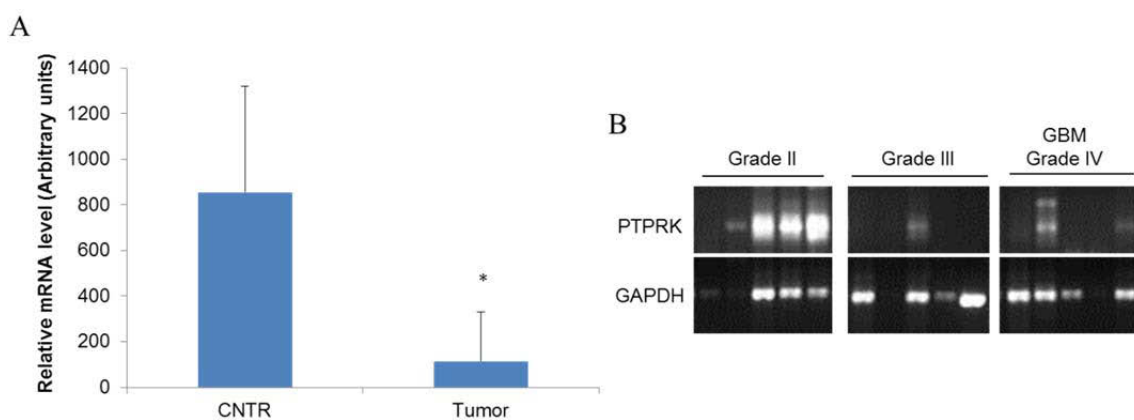 A
Relative mRNA level (Arbitrary units)
1400
1200
1000
800
600
400
200
0
*
CNTR Tumor
B
GBM
Grade II Grade III Grade IV
PTPRK
GAPDH